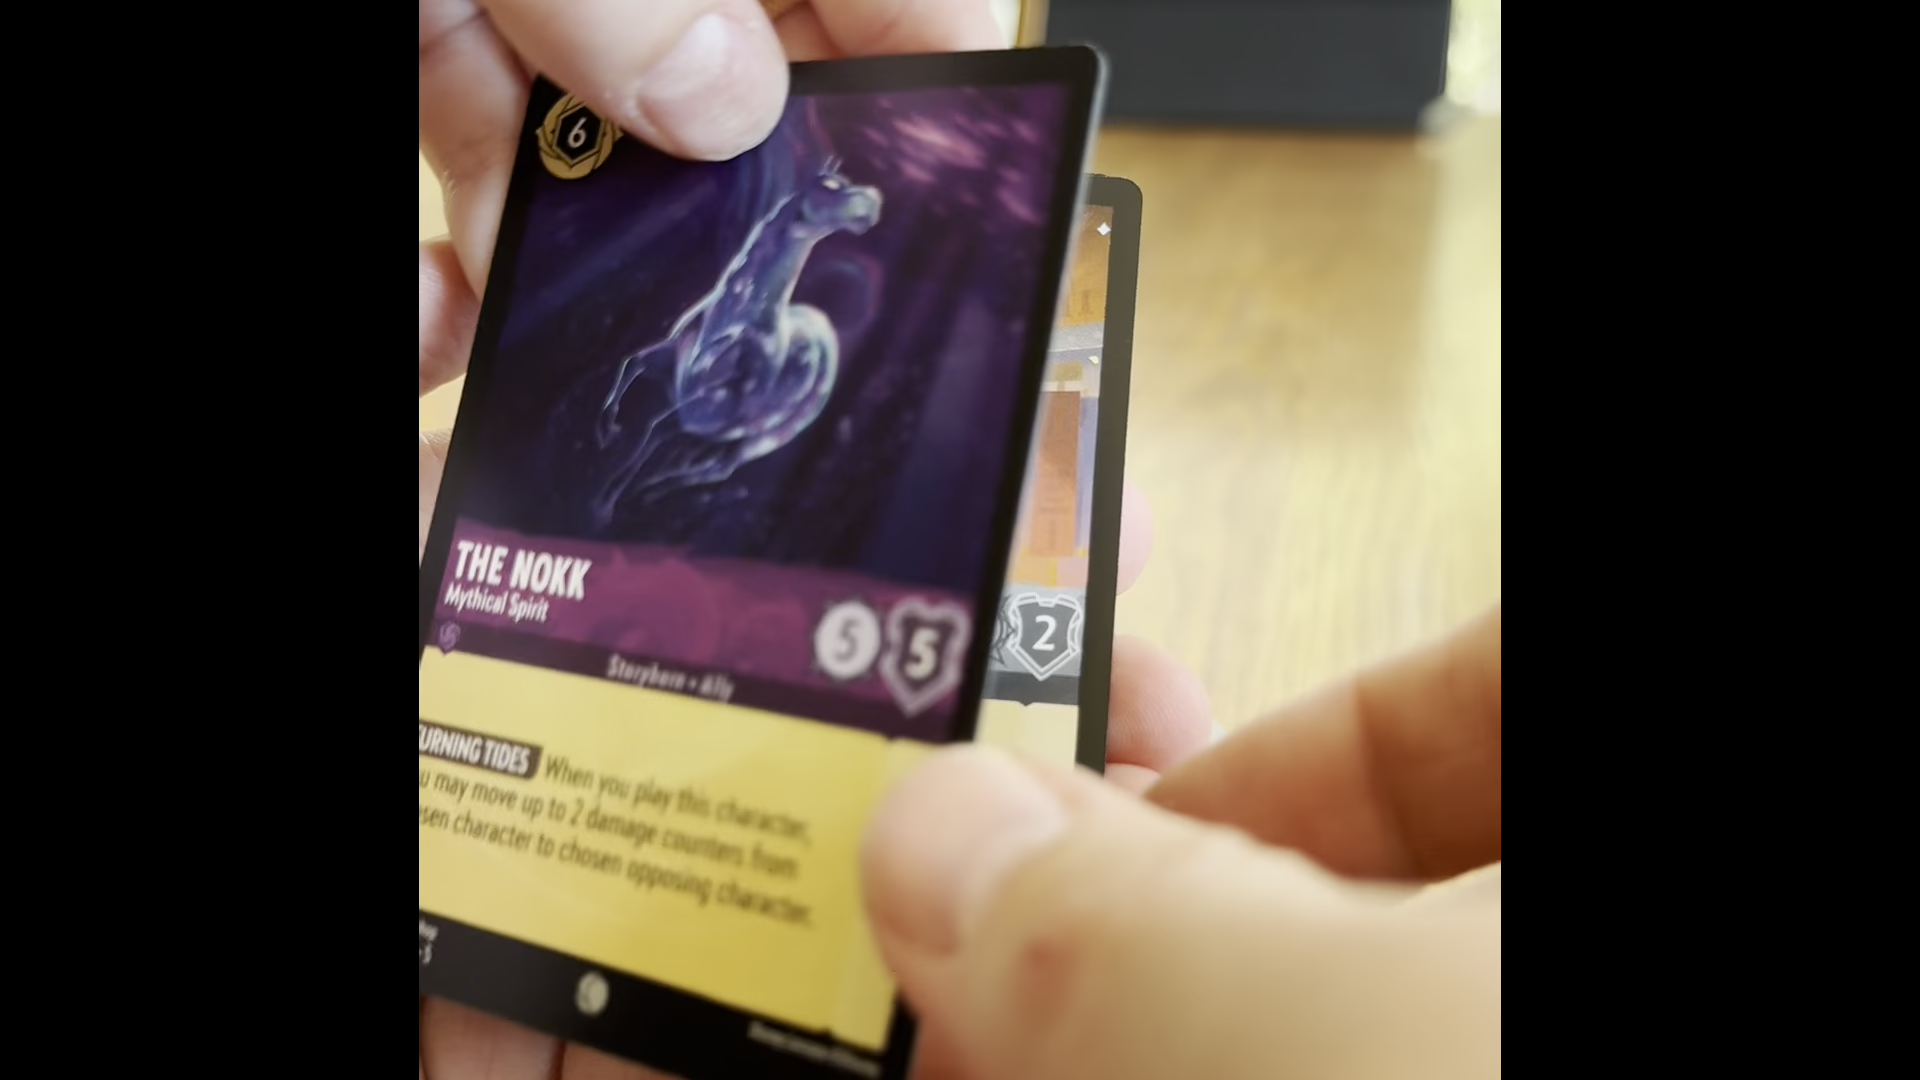 6
THE NOKK
Mythical Spirit
5 5
2
Storyborn • Ally
URNING TIDES When you play this character,
u may move up to 2 damage counters from
sen character to chosen opposing character.